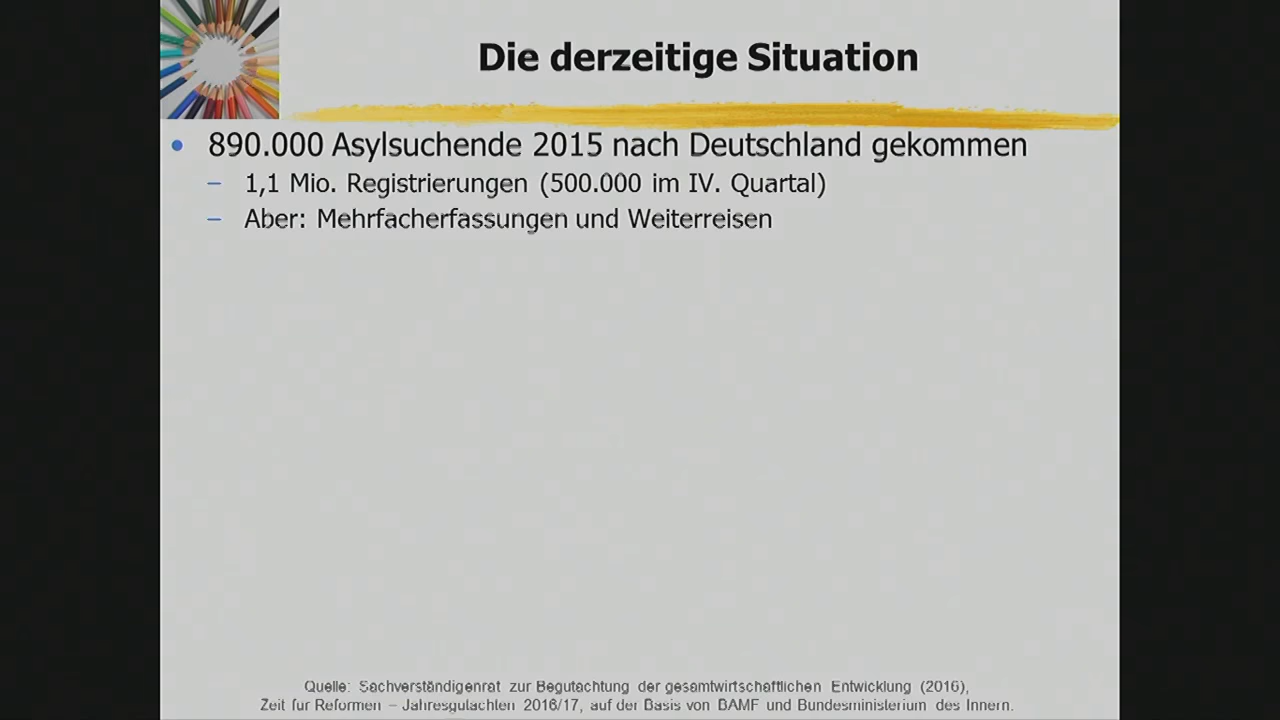 Die derzeitige Situation
• 890.000 Asylsuchende 2015 nach Deutschland gekommen
– 1,1 Mio. Registrierungen (500.000 im IV. Quartal)
– Aber: Mehrfacherfassungen und Weiterreisen
Quelle: Sachverständigenrat zur Begutachtung der gesamtwirtschaftlichen Entwicklung (2016),
Zeit für Reformen – Jahresgutachten 2016/17, auf der Basis von BAMF und Bundesministerium des Innern.